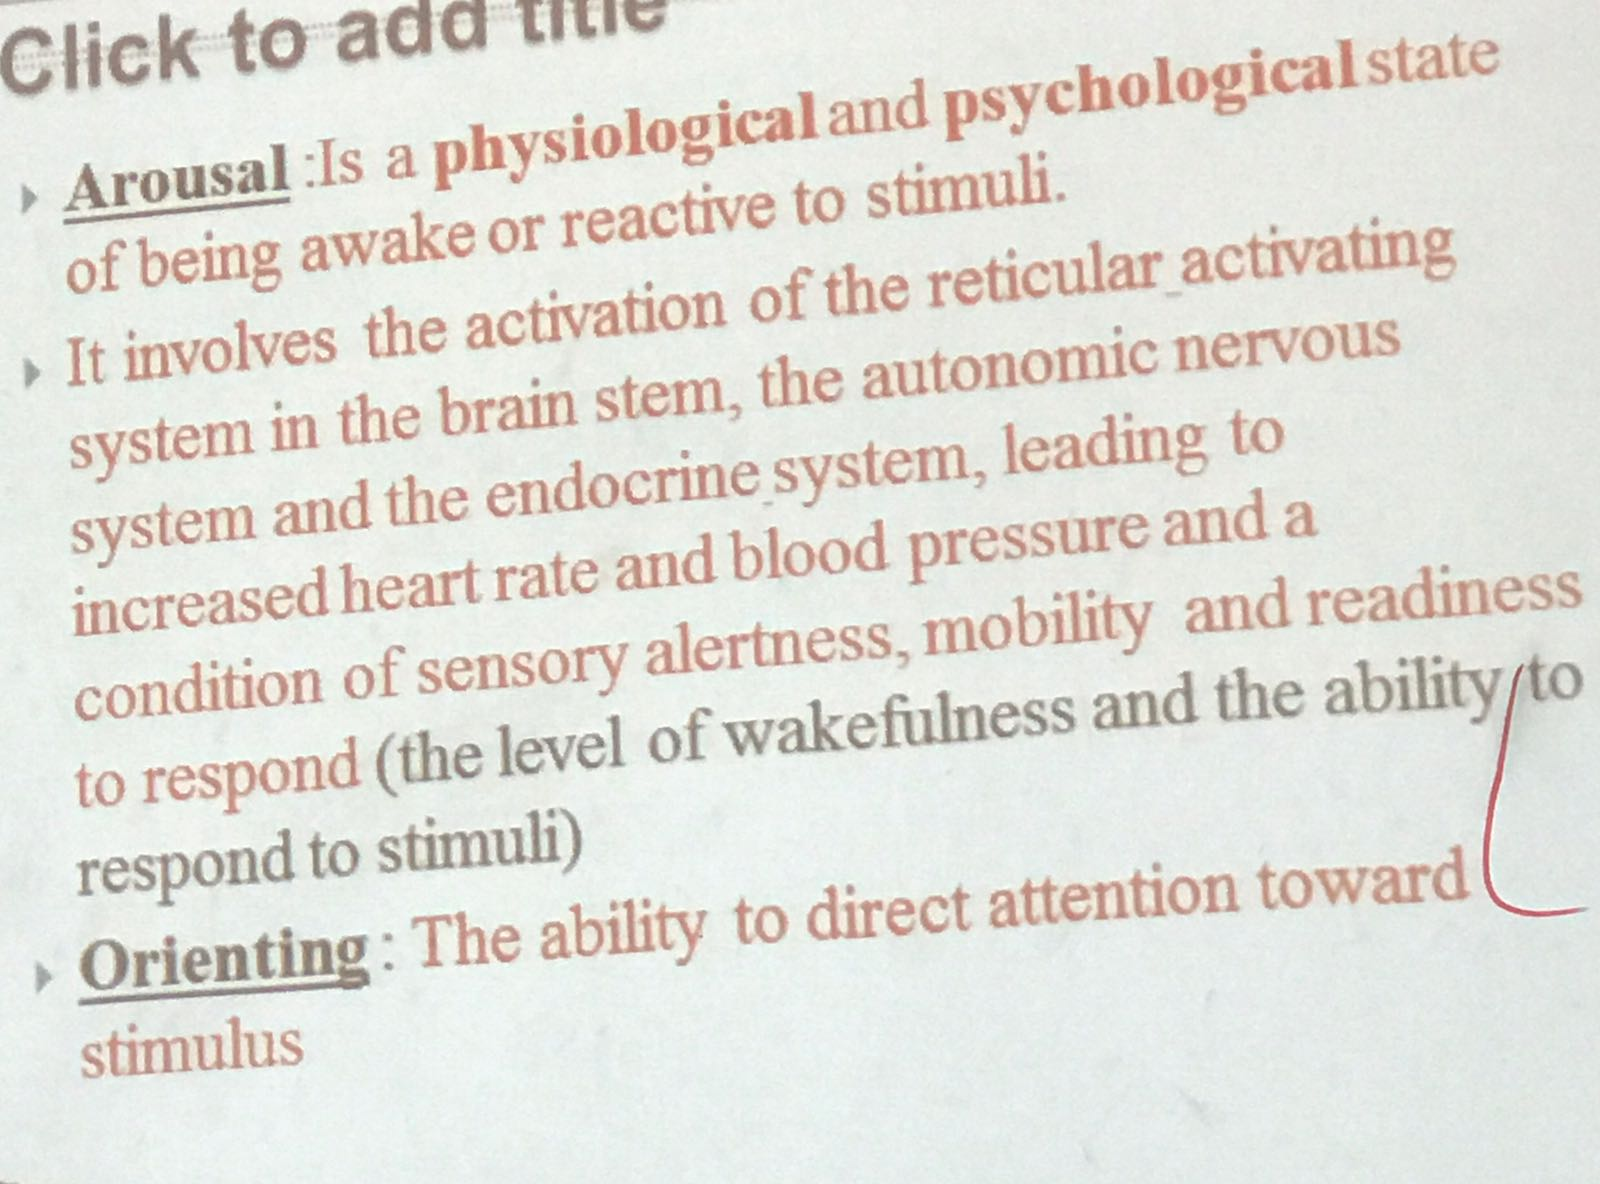 Click to add title
Arousal :Is a physiological and psychological state
of being awake or reactive to stimuli.
It involves the activation of the reticular activating
system in the brain stem, the autonomic nervous
system and the endocrine system, leading to
increased heart rate and blood pressure and a
condition of sensory alertness, mobility and readiness
to respond (the level of wakefulness and the ability to
respond to stimuli)
Orienting : The ability to direct attention toward
stimulus